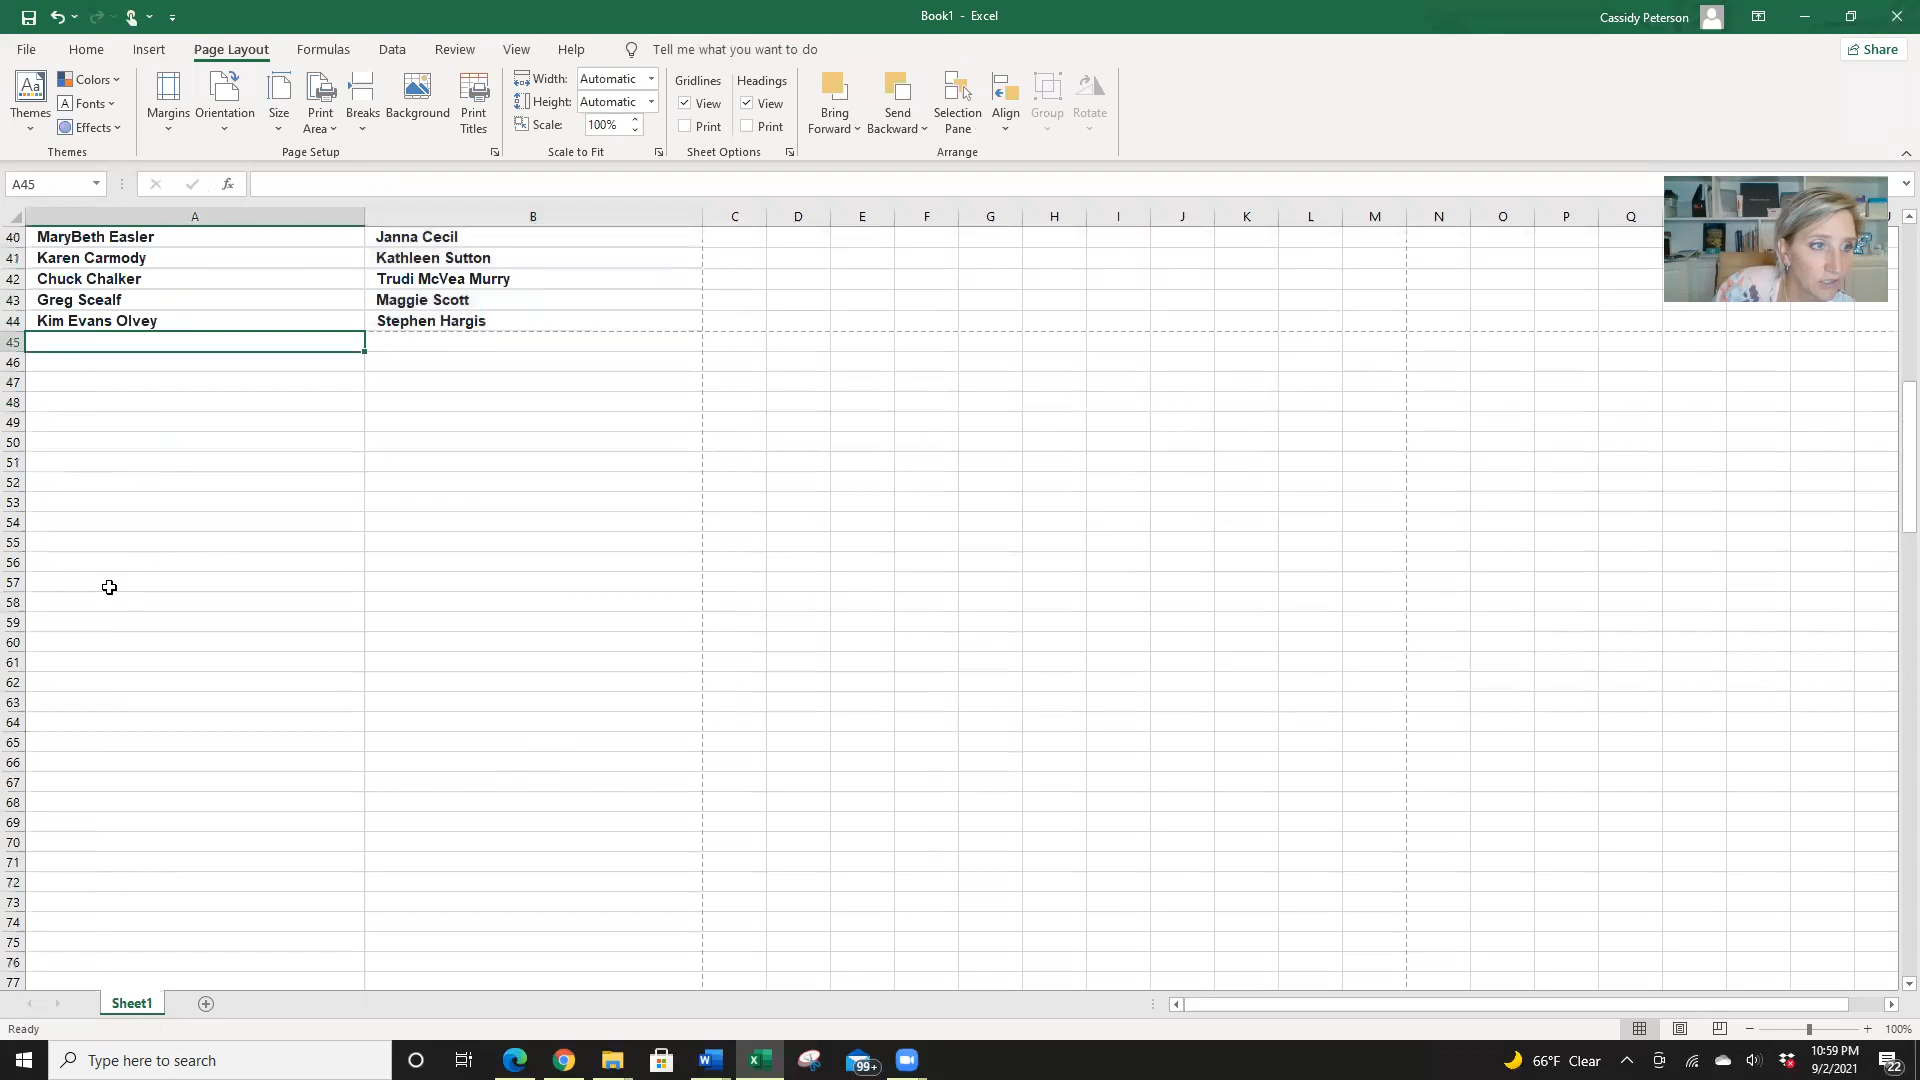 Book1 - Excel
Cassidy Peterson
File Home Insert Page Layout Formulas Data Review View Help Tell me what you want to do Share
Themes
Colors
Fonts
Effects
Themes
Margins
Orientation
Size
Print Area
Breaks
Background
Print Titles
Page Setup
Width: Automatic
Height: Automatic
Scale: 100%
Scale to Fit
Gridlines
View
Print
Headings
View
Print
Sheet Options
Bring Forward
Send Backward
Selection Pane
Align
Group
Rotate
Arrange
A45
fx
A B C D E F G H I J K L M N O P Q
40 MaryBeth Easler Janna Cecil
41 Karen Carmody Kathleen Sutton
42 Chuck Chalker Trudi McVea Murry
43 Greg Scealf Maggie Scott
44 Kim Evans Olvey Stephen Hargis
45
46
47
48
49
50
51
52
53
54
55
56
57
58
59
60
61
62
63
64
65
66
67
68
69
70
71
72
73
74
75
76
77
Sheet1
Ready
100%
Type here to search
99+
66°F Clear
10:59 PM
9/2/2021
22